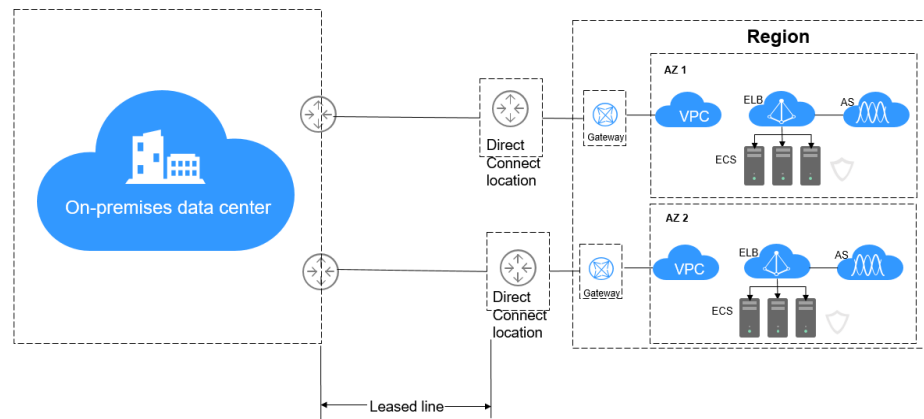 Region
AZ 1
ELB
AS
VPC
Gateway
ECS
Direct
Connect
location
On-premises data center
AZ 2
ELB
AS
VPC
Gateway
ECS
Direct
Connect
location
Leased line